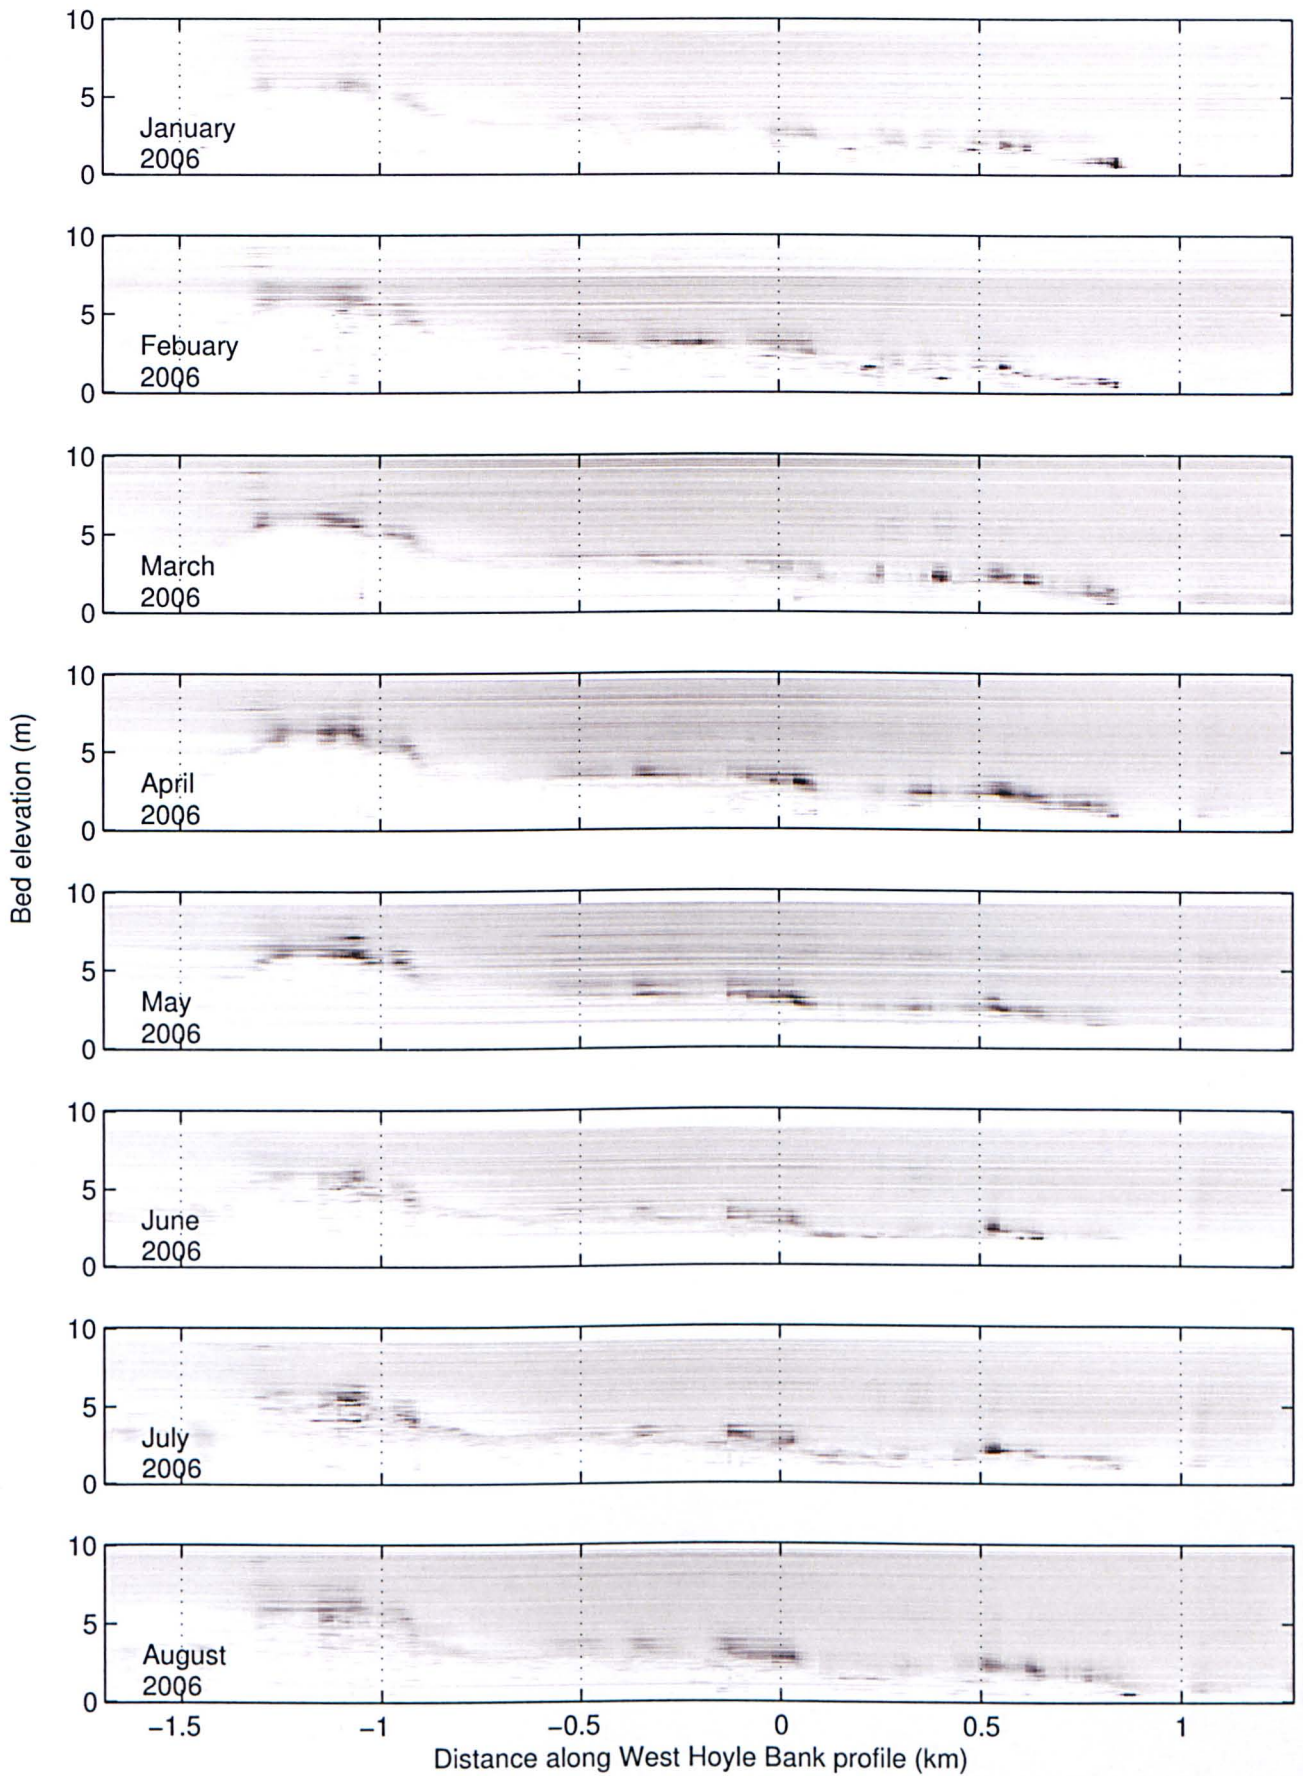 10
5
0
January
2006
10
5
0
Febuary
2006
10
5
0
March
2006
10
5
0
April
2006
Bed elevation (m)
10
5
0
May
2006
10
5
0
June
2006
10
5
0
July
2006
10
5
0
August
2006
−1.5 −1 −0.5 0 0.5 1
Distance along West Hoyle Bank profile (km)